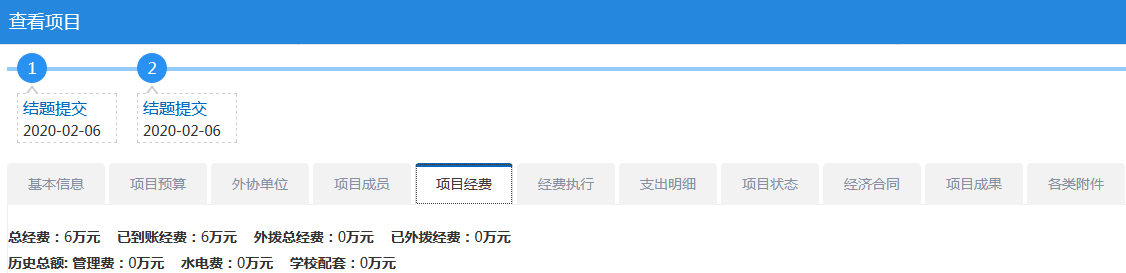 查看项目
1 2
结题提交 结题提交
2020-02-06 2020-02-06
基本信息 项目预算 外协单位 项目成员 项目经费 经费执行 支出明细 项目状态 经济合同 项目成果 各类附件
总经费：6万元 已到账经费：6万元 外拨总经费：0万元 已外拨经费：0万元
历史总额: 管理费：0万元 水电费：0万元 学校配套：0万元